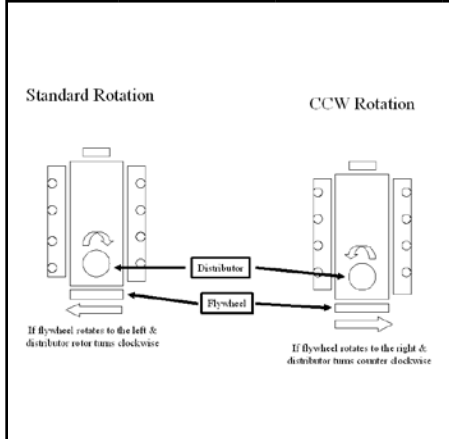 Standard Rotation
CCW Rotation
Distributor
Flywheel
If flywheel rotates to the left &
distributor rotor turns clockwise
If flywheel rotates to the right &
distributor turns counter clockwise